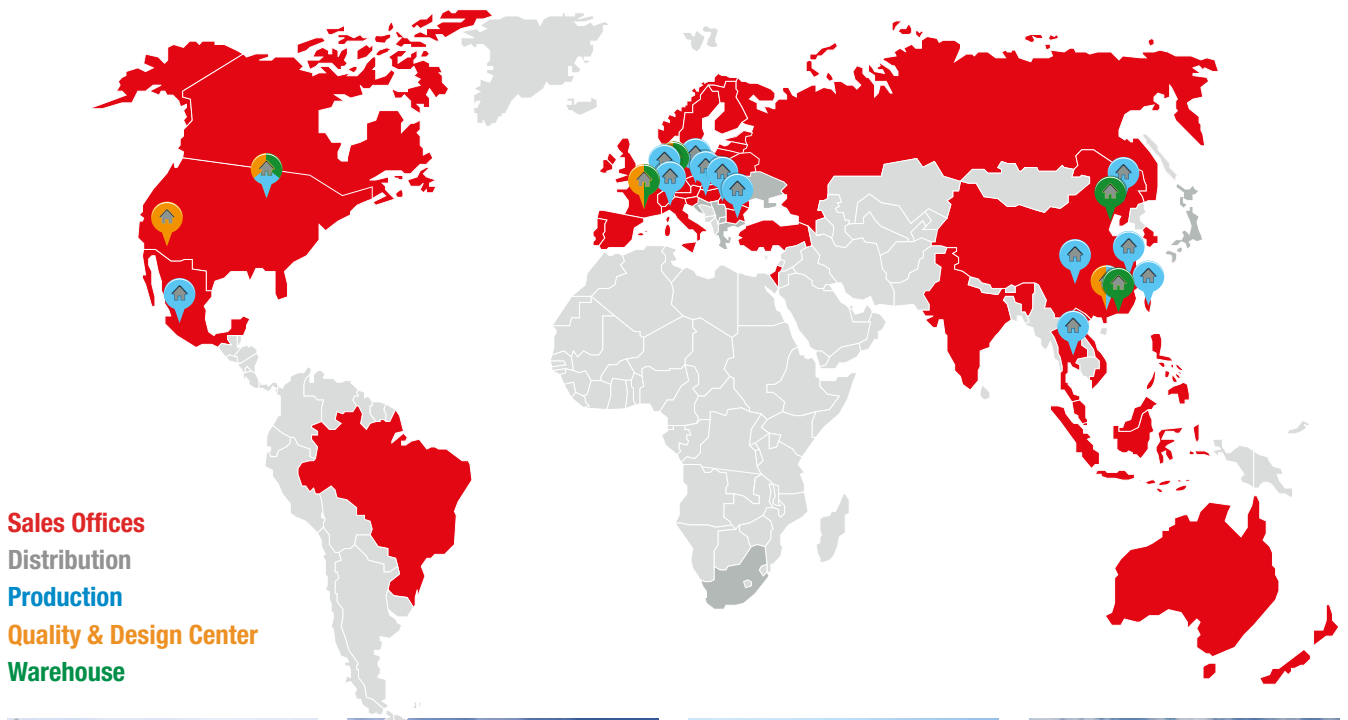 Sales Offices
Distribution
Production
Quality & Design Center
Warehouse